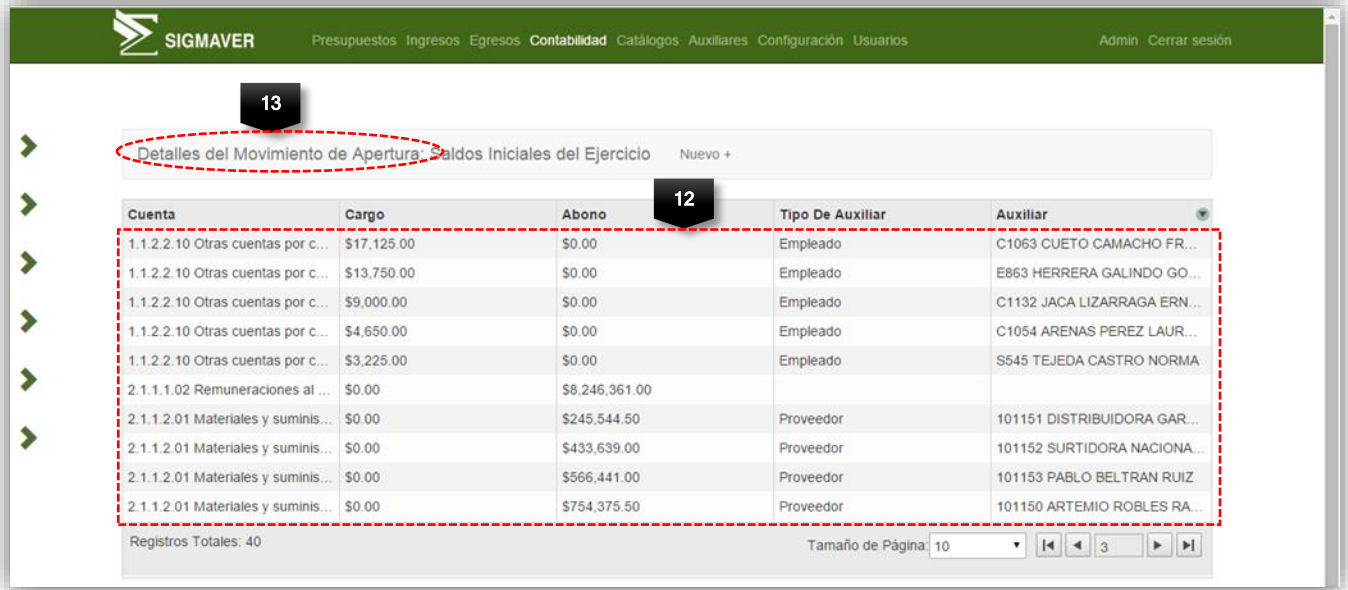 SIGMAVER Presupuestos Ingresos Egresos Contabilidad Catálogos Auxiliares Configuración Usuarios Admin Cerrar sesión
13
Detalles del Movimiento de Apertura: Saldos Iniciales del Ejercicio Nuevo +
12
Cuenta Cargo Abono Tipo De Auxiliar Auxiliar
1.1.2.2.10 Otras cuentas por c... $17,125.00 $0.00 Empleado C1063 CUETO CAMACHO FR...
1.1.2.2.10 Otras cuentas por c... $13,750.00 $0.00 Empleado E863 HERRERA GALINDO GO...
1.1.2.2.10 Otras cuentas por c... $9,000.00 $0.00 Empleado C1132 JACA LIZARRAGA ERN...
1.1.2.2.10 Otras cuentas por c... $4,650.00 $0.00 Empleado C1054 ARENAS PEREZ LAUR...
1.1.2.2.10 Otras cuentas por c... $3,225.00 $0.00 Empleado S545 TEJEDA CASTRO NORMA
2.1.1.1.02 Remuneraciones al ... $0.00 $8,246,361.00
2.1.1.2.01 Materiales y suminis... $0.00 $245,544.50 Proveedor 101151 DISTRIBUIDORA GAR...
2.1.1.2.01 Materiales y suminis... $0.00 $433,639.00 Proveedor 101152 SURTIDORA NACIONA...
2.1.1.2.01 Materiales y suminis... $0.00 $566,441.00 Proveedor 101153 PABLO BELTRAN RUIZ
2.1.1.2.01 Materiales y suminis... $0.00 $754,375.50 Proveedor 101150 ARTEMIO ROBLES RA...
Registros Totales: 40 Tamaño de Página: 10 3